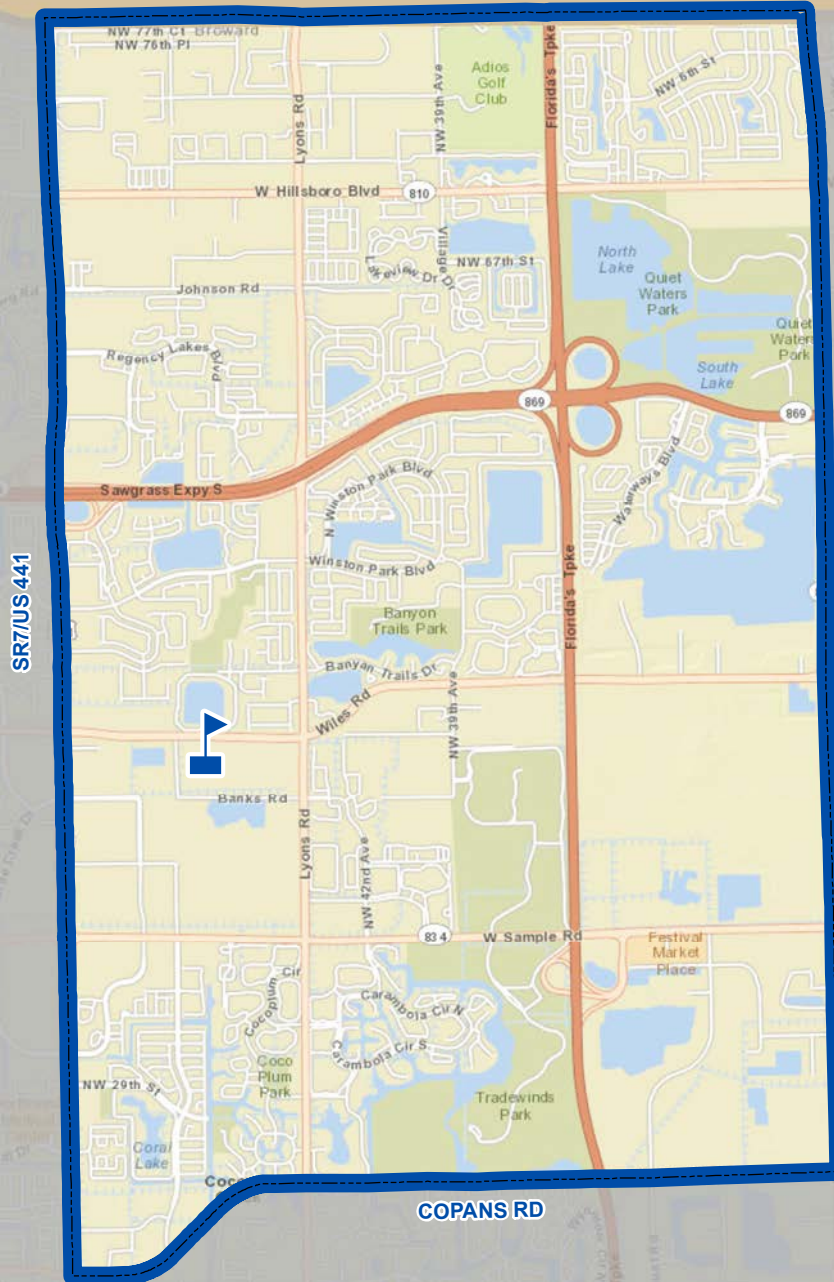 NW 77th Ct Broward
NW 76th Pl
Adios
Golf
Club
NW 39th Ave
Florida's Tpke
NW 6th St
Lyons Rd
W Hillsboro Blvd
810
Village
Dr
NW 67th St
Lakeview Dr
North
Lake
Quiet
Waters
Park
Johnson Rd
Quiet
Waters
Park
Regency Lakes
Blvd
South
Lake
869
869
Sawgrass Expy S
N Winston Park Blvd
Waterways Blvd
SR7/US 441
Winston Park Blvd
Florida's Tpke
Banyon
Trails Park
Banyan Trails Dr
Wiles Rd
NW 39th Ave
Banks Rd
Lyons Rd
NW 42nd Ave
834
W Sample Rd
Festival
Market
Place
Cocoplum
Cir
Carambola Cir N
Carambola Cir S
Coco
Plum
Park
NW 29th St
Tradewinds
Park
Coral
Lake
COPANS RD